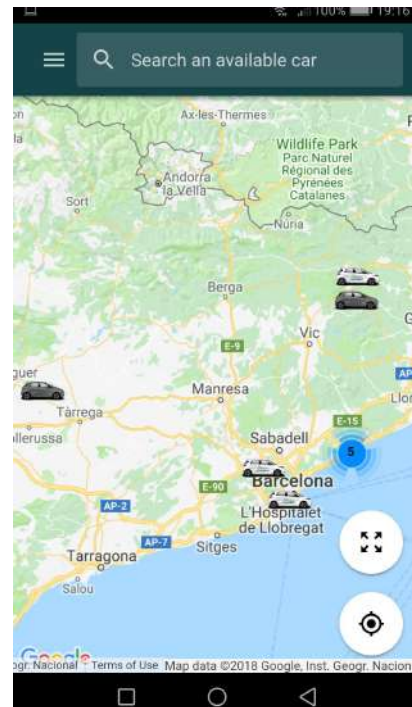 100% 19:16
Search an available car
Ax-les-Thermes
Wildlife Park
Parc Naturel
Régional des
Pyrénées
Catalanes
Andorra
la Vella
Sort
Núria
Berga
Vic
E-9
Manresa
Tàrrega
E-15
Sabadell
5
Barcelona
E-90
L'Hospitalet
de Llobregat
AP-2
AP-7
Sitges
Tarragona
Salou
Google
ogr. Nacional Terms of Use Map data ©2018 Google, Inst. Geogr. Nacion